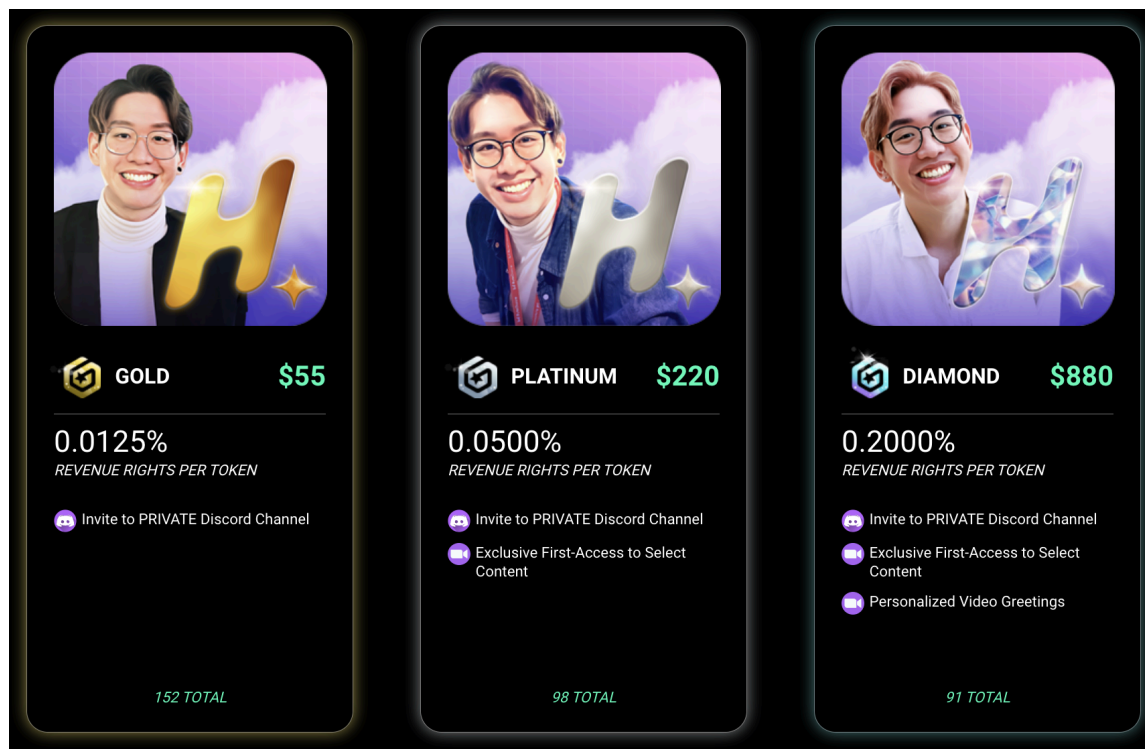 H
GOLD
$55
0.0125%
REVENUE RIGHTS PER TOKEN
Invite to PRIVATE Discord Channel
152 TOTAL
H
PLATINUM
$220
0.0500%
REVENUE RIGHTS PER TOKEN
Invite to PRIVATE Discord Channel
Exclusive First-Access to Select
Content
98 TOTAL
H
DIAMOND
$880
0.2000%
REVENUE RIGHTS PER TOKEN
Invite to PRIVATE Discord Channel
Exclusive First-Access to Select
Content
Personalized Video Greetings
91 TOTAL